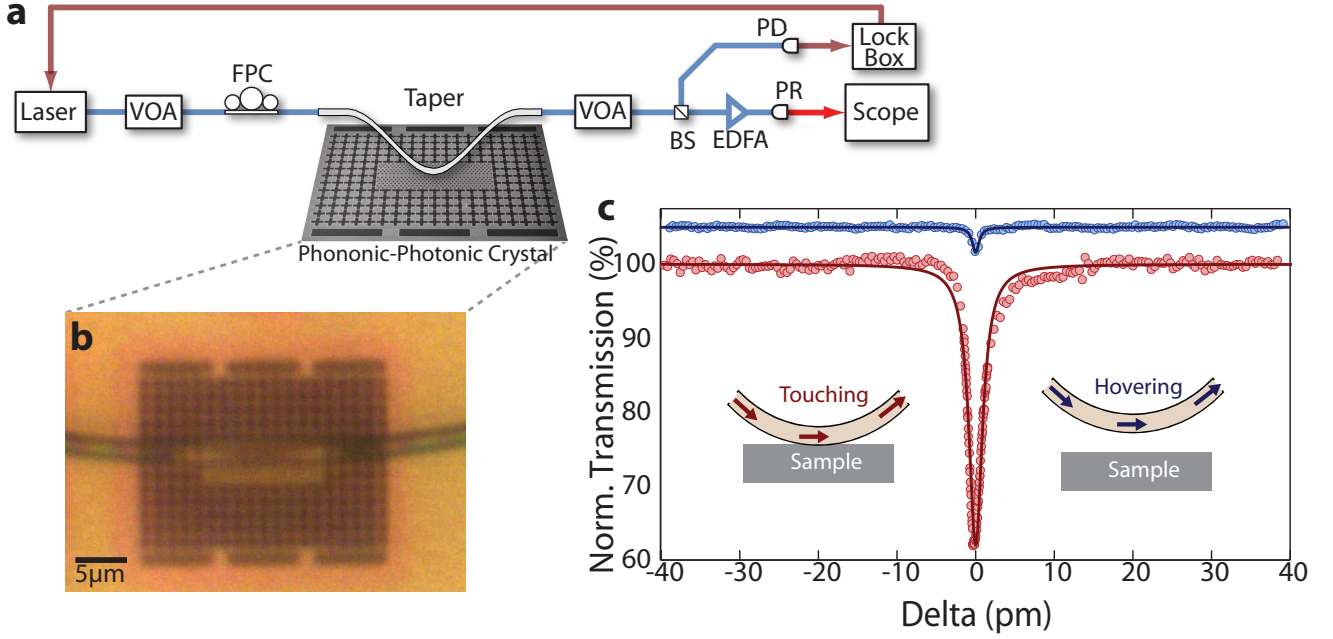 a
Laser
VOA
FPC
Taper
VOA
BS
EDFA
PD
PR
Lock
Box
Scope
Phononic-Photonic Crystal
b
5μm
c
Norm. Transmission (%)
100
90
80
70
60
Touching
Sample
Hovering
Sample
-40
-30
-20
-10
0
10
20
30
40
Delta (pm)